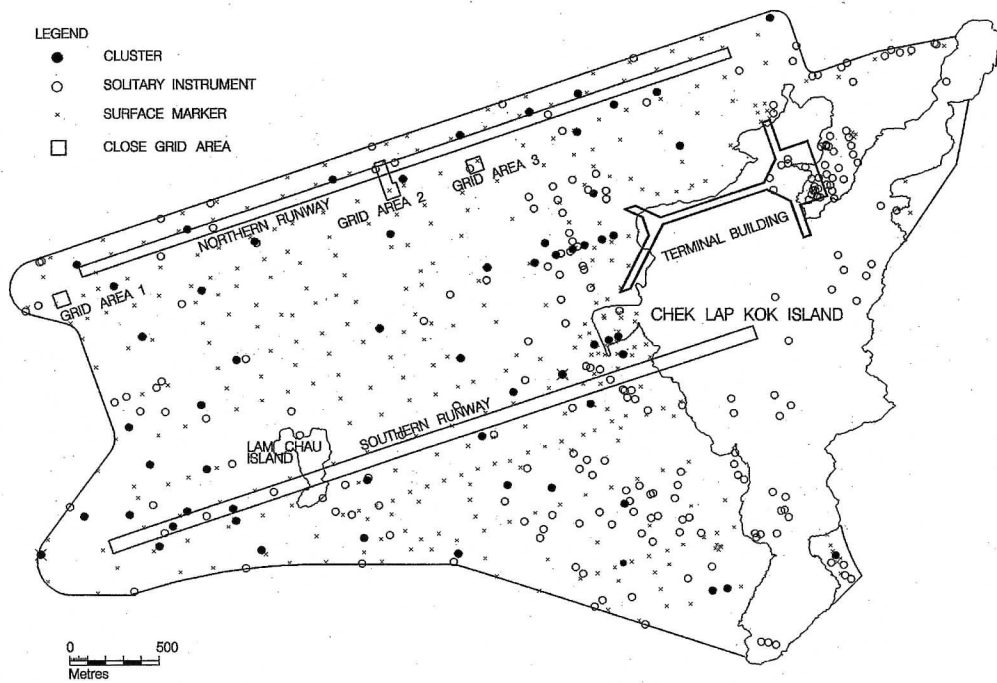 LEGEND
CLUSTER
SOLITARY INSTRUMENT
SURFACE MARKER
CLOSE GRID AREA
NORTHERN RUNWAY
GRID AREA 2
GRID AREA 3
TERMINAL BUILDING
GRID AREA 1
CHEK LAP KOK ISLAND
SOUTHERN RUNWAY
LAM CHAU
ISLAND
0 500
Metres